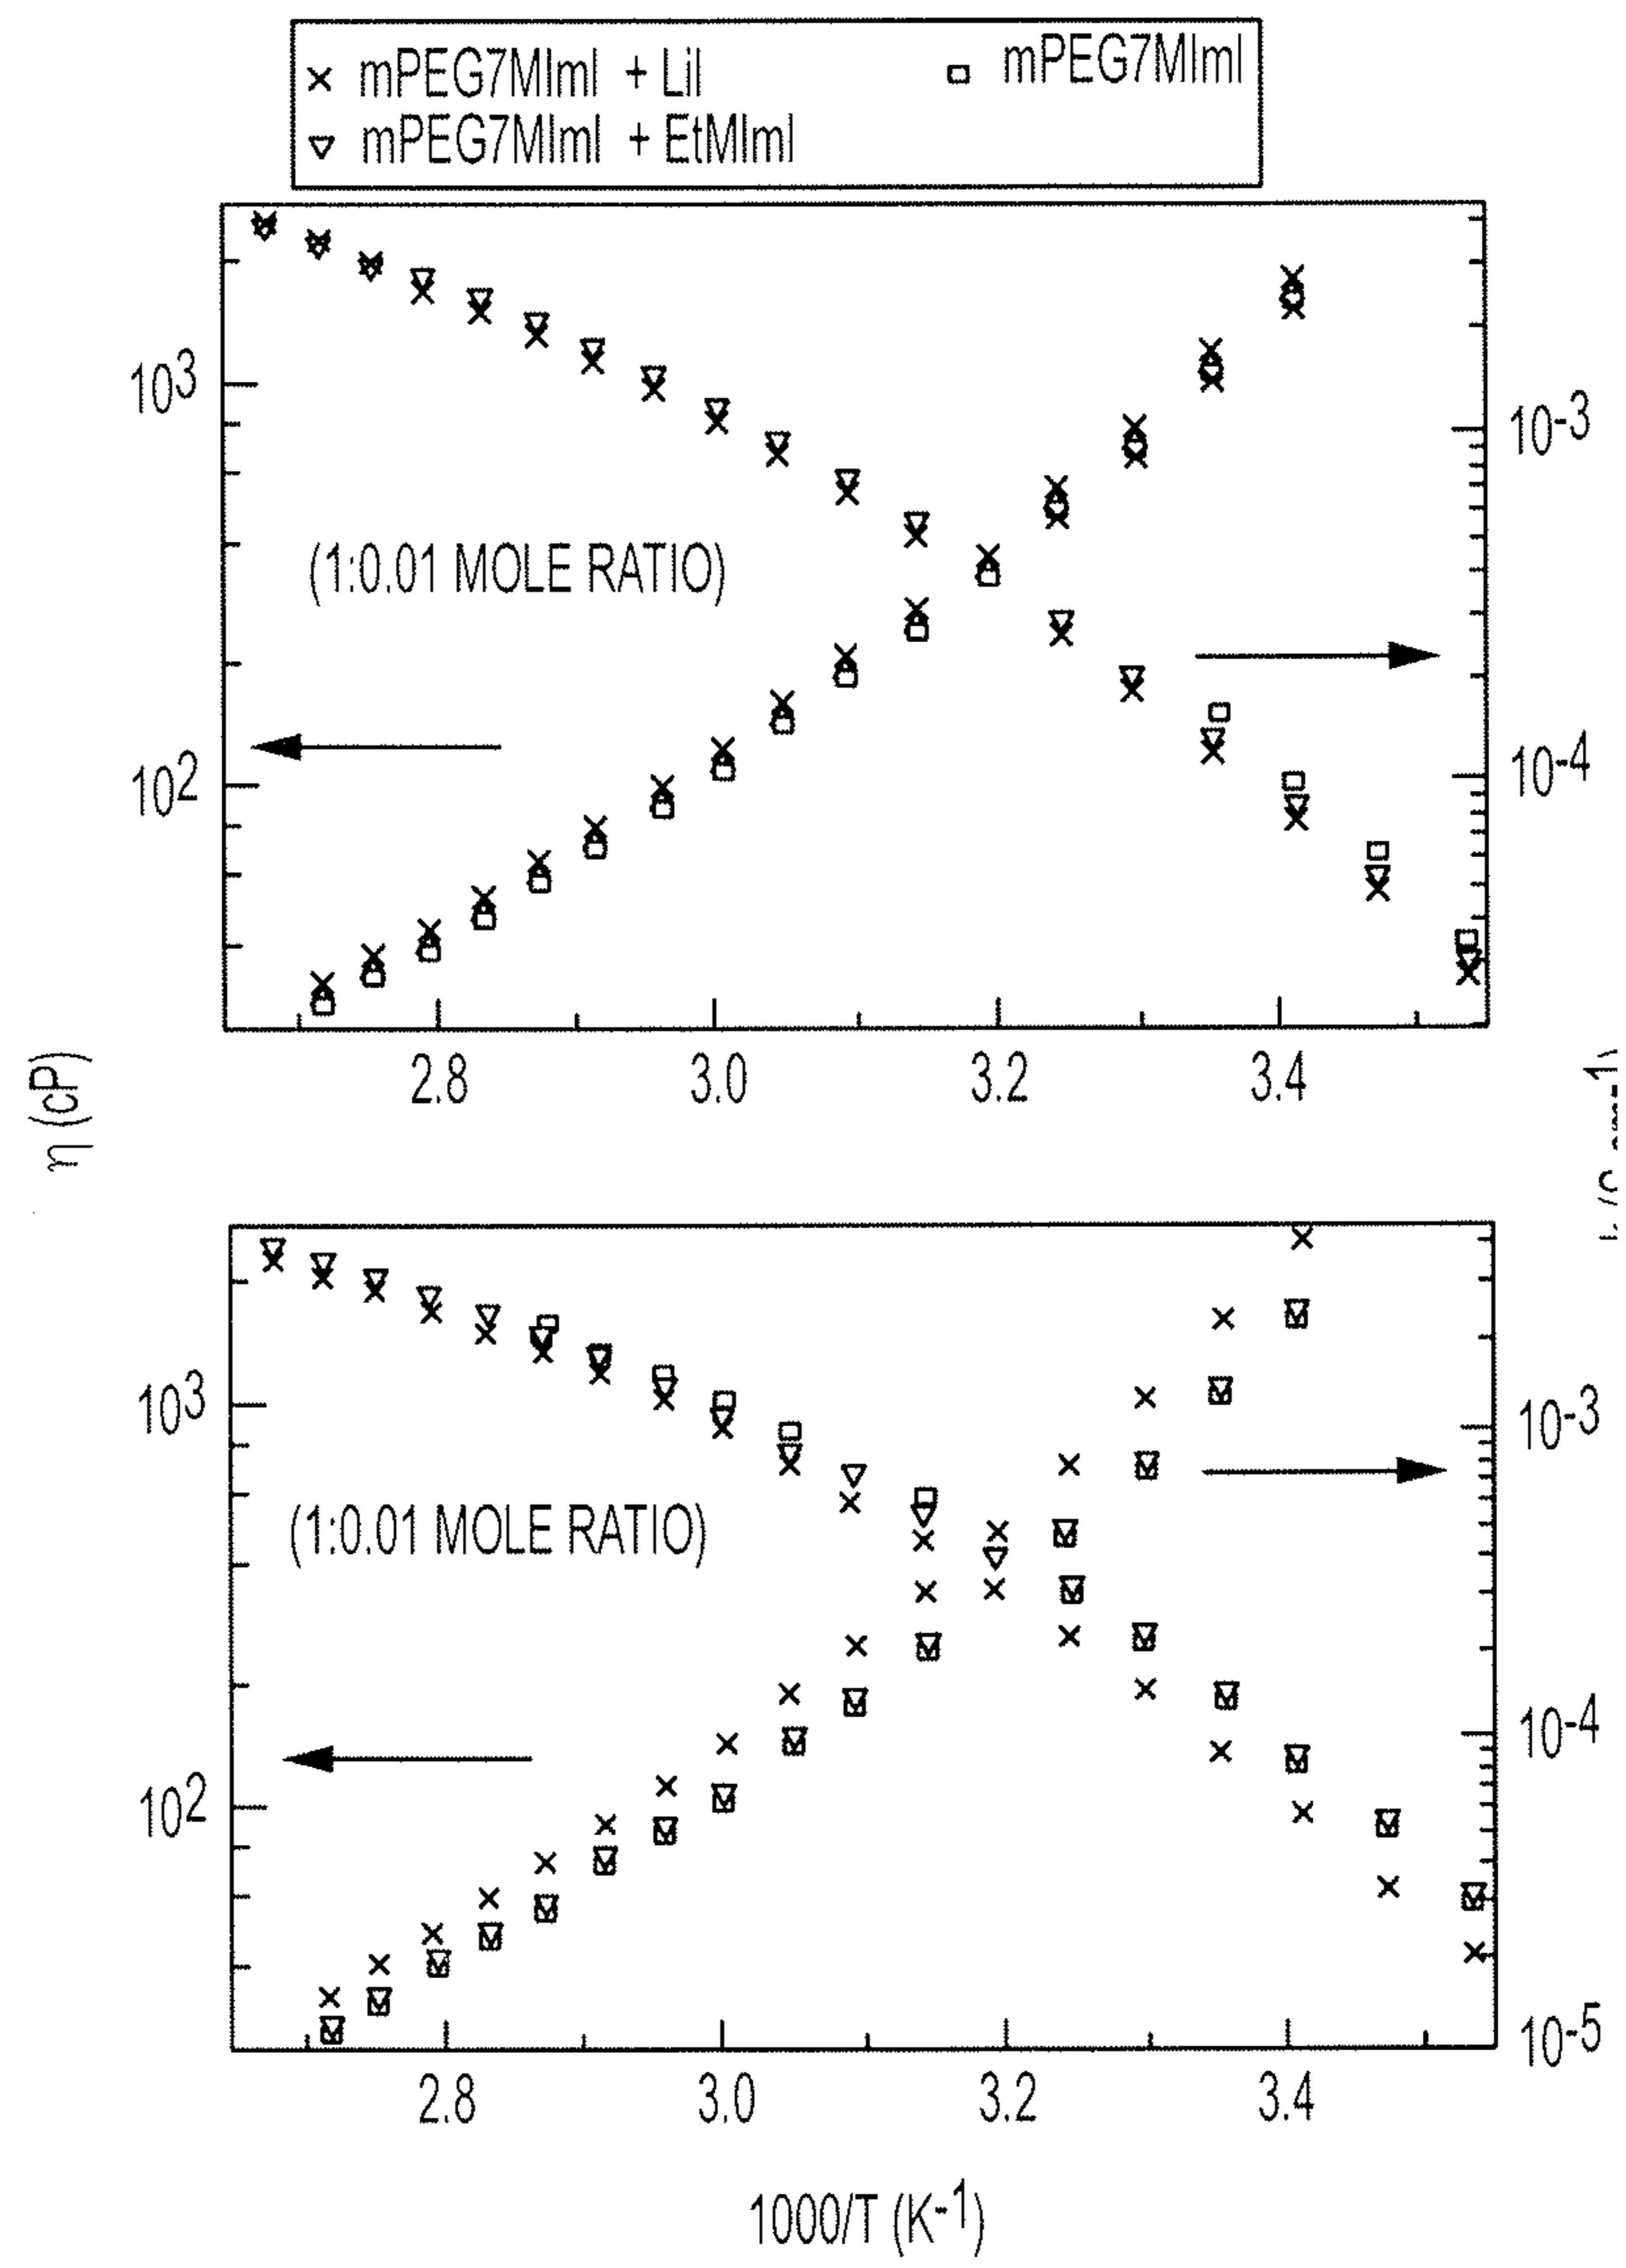 × mPEG7MImI + LiI □ mPEG7MImI
▽ mPEG7MImI + EtMImI
10³
10⁻³
(1:0.01 MOLE RATIO)
10²
10⁻⁴
2.8 3.0 3.2 3.4
η (cP)
10³
10⁻³
(1:0.01 MOLE RATIO)
10²
10⁻⁴
10⁻⁵
2.8 3.0 3.2 3.4
1000/T (K⁻¹)